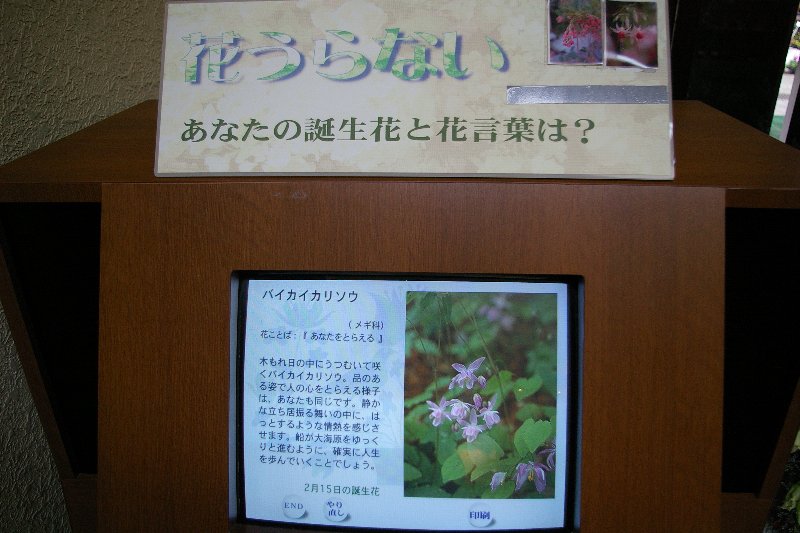 花うらない
あなたの誕生花と花言葉は？
バイカイカリソウ
（メギ科）
花ことば：『 あなたをとらえる 』
木もれ日の中にうつむいて咲
くバイカイカリソウ。品のあ
る姿で人の心をとらえる様子
は、あなたも同じです。静か
な立ち居振る舞いの中に、は
っとするような情熱を感じさ
せます。船が大海原をゆっく
りと進むように、確実に人生
を歩んでいくことでしょう。
2月15日の誕生花
END
やり
直し
印刷